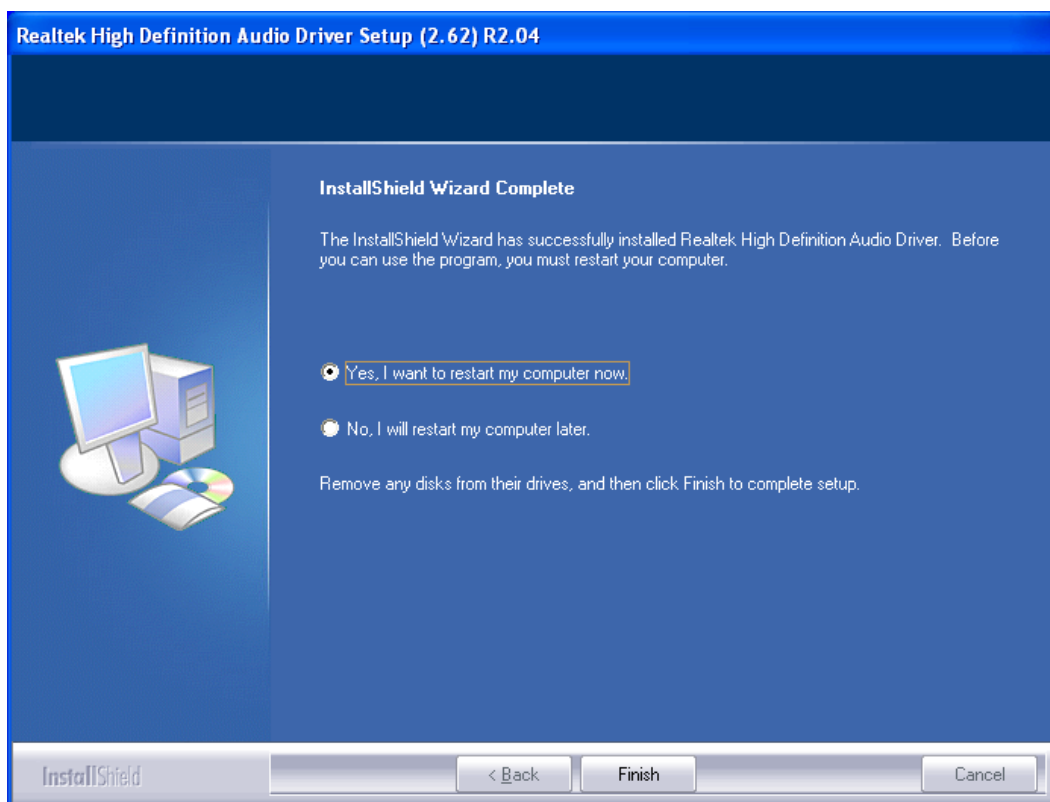 Realtek High Definition Audio Driver Setup (2.62) R2.04
InstallShield Wizard Complete
The InstallShield Wizard has successfully installed Realtek High Definition Audio Driver. Before
you can use the program, you must restart your computer.
Yes, I want to restart my computer now.
No, I will restart my computer later.
Remove any disks from their drives, and then click Finish to complete setup.
InstallShield
< Back
Finish
Cancel